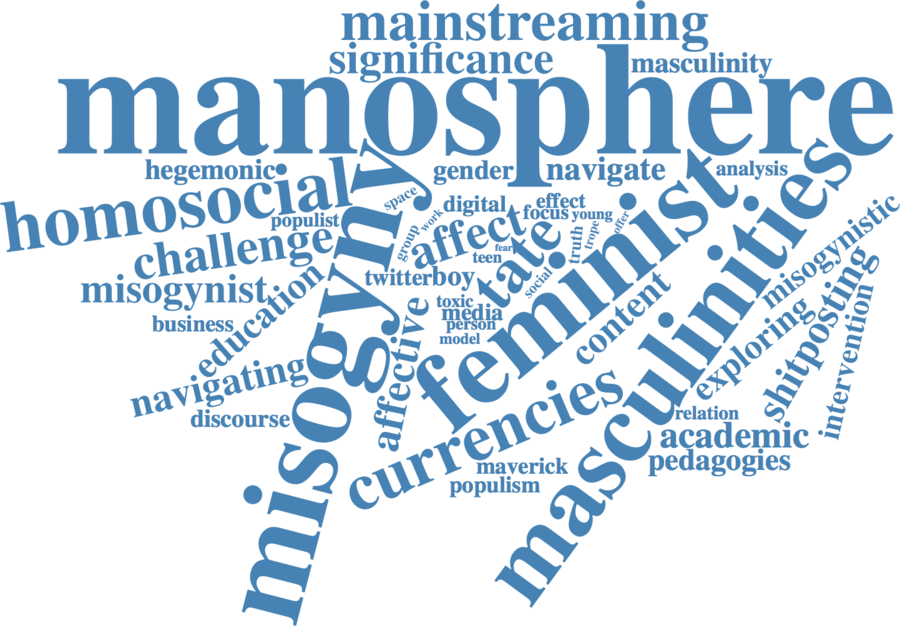 mainstreaming
significance
masculinity
manosphere
hegemonic
gender
navigate
analysis
homosocial
populist
space
digital
effect
focus
young
offer
challenge
group
work
affect
truth
trope
feminist
masculinities
misogyny
misogynist
education
twitterboy
teen
fear
tate
social
misogynistic
business
toxic
media
person
model
content
exploring
shitposting
intervention
navigating
discourse
affective
currencies
relation
academic
maverick
pedagogies
populism